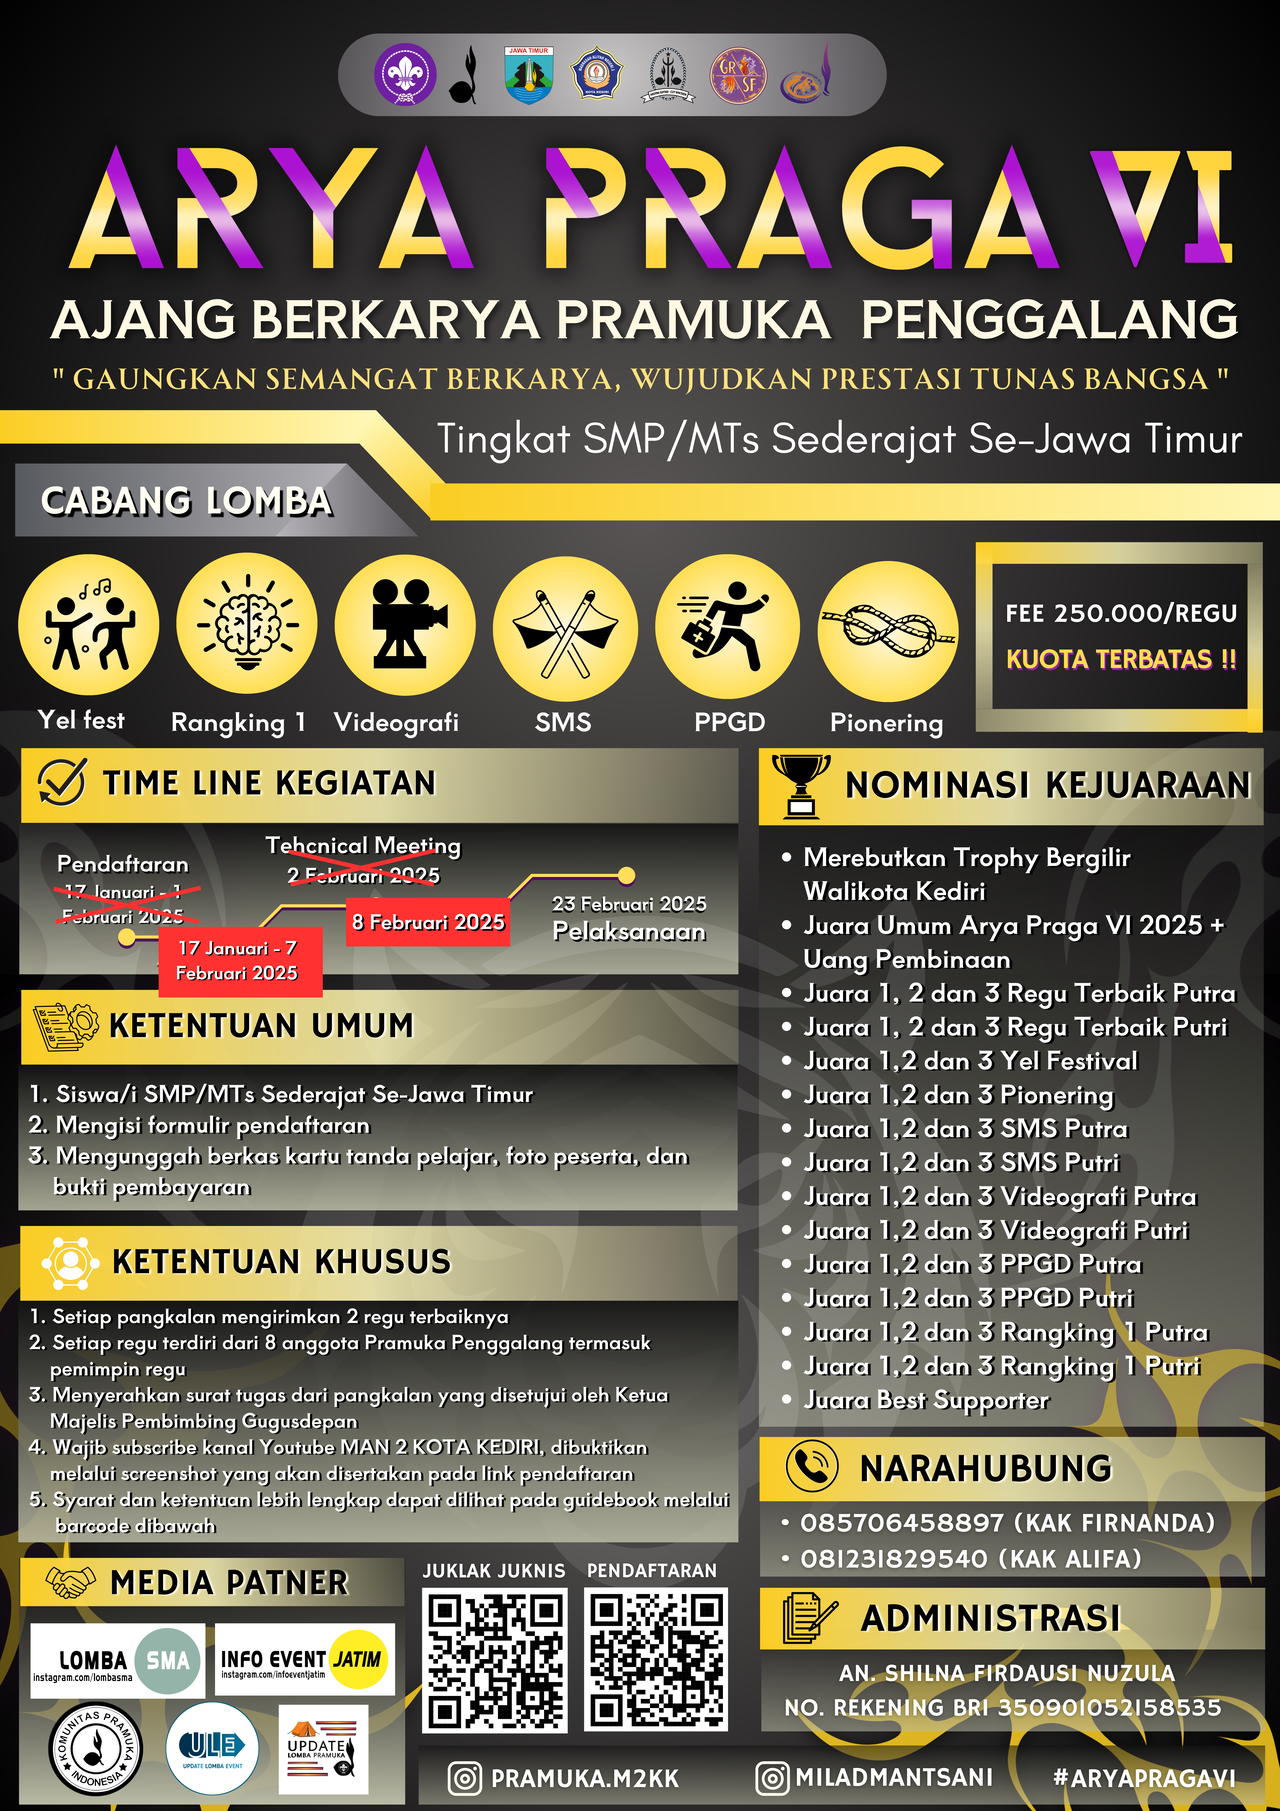 JAWA TIMUR
GR
SF
ARYA PRAGA VI
AJANG BERKARYA PRAMUKA PENGGALANG
" GAUNGKAN SEMANGAT BERKARYA, WUJUDKAN PRESTASI TUNAS BANGSA "
Tingkat SMP/MTs Sederajat Se-Jawa Timur
CABANG LOMBA
Yel fest
Rangking 1
Videografi
SMS
PPGD
Pionering
FEE 250.000/REGU
KUOTA TERBATAS !!
TIME LINE KEGIATAN
Pendaftaran
17 Januari - 1
Februari 2025
17 Januari - 7
Februari 2025
Tehcnical Meeting
2 Februari 2025
8 Februari 2025
23 Februari 2025
Pelaksanaan
KETENTUAN UMUM
1. Siswa/i SMP/MTs Sederajat Se-Jawa Timur
2. Mengisi formulir pendaftaran
3. Mengunggah berkas kartu tanda pelajar, foto peserta, dan
bukti pembayaran
KETENTUAN KHUSUS
1. Setiap pangkalan mengirimkan 2 regu terbaiknya
2. Setiap regu terdiri dari 8 anggota Pramuka Penggalang termasuk
pemimpin regu
3. Menyerahkan surat tugas dari pangkalan yang disetujui oleh Ketua
Majelis Pembimbing Gugusdepan
4. Wajib subscribe kanal Youtube MAN 2 KOTA KEDIRI, dibuktikan
melalui screenshot yang akan disertakan pada link pendaftaran
5. Syarat dan ketentuan lebih lengkap dapat dilihat pada guidebook melalui
barcode dibawah
NOMINASI KEJUARAAN
• Merebutkan Trophy Bergilir
Walikota Kediri
• Juara Umum Arya Praga VI 2025 +
Uang Pembinaan
• Juara 1, 2 dan 3 Regu Terbaik Putra
• Juara 1, 2 dan 3 Regu Terbaik Putri
• Juara 1,2 dan 3 Yel Festival
• Juara 1,2 dan 3 Pionering
• Juara 1,2 dan 3 SMS Putra
• Juara 1,2 dan 3 SMS Putri
• Juara 1,2 dan 3 Videografi Putra
• Juara 1,2 dan 3 Videografi Putri
• Juara 1,2 dan 3 PPGD Putra
• Juara 1,2 dan 3 PPGD Putri
• Juara 1,2 dan 3 Rangking 1 Putra
• Juara 1,2 dan 3 Rangking 1 Putri
• Juara Best Supporter
NARAHUBUNG
• 085706458897 (KAK FIRNANDA)
• 081231829540 (KAK ALIFA)
ADMINISTRASI
AN. SHILNA FIRDAUSI NUZULA
NO. REKENING BRI 350901052158535
MEDIA PATNER
LOMBA SMA
instagram.com/lombasma
INFO EVENT JATIM
instagram.com/infoeventjatim
KOMUNITAS PRAMUKA
INDONESIA
ULE
UPDATE LOMBA EVENT
UPDATE
LOMBA PRAMUKA
JUKLAK JUKNIS
PENDAFTARAN
PRAMUKA.M2KK
MILADMANTSANI
#ARYAPRAGAVI